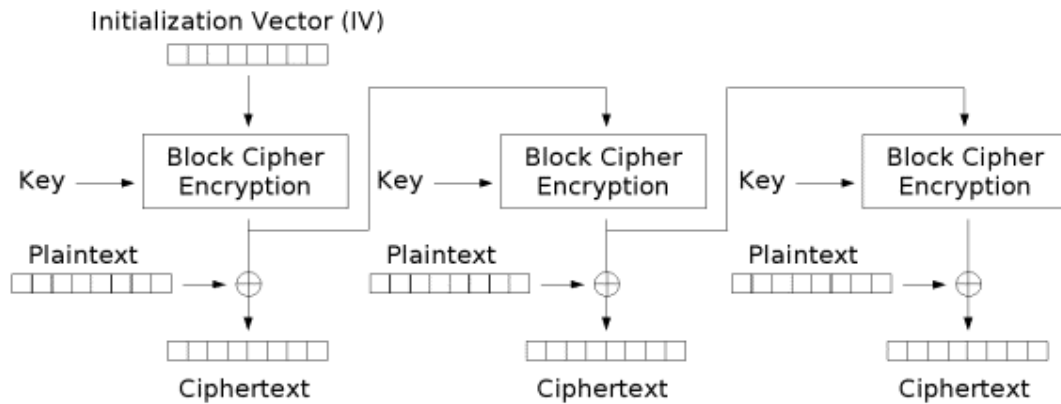 Initialization Vector (IV)
Key
Block Cipher
Encryption
Key
Block Cipher
Encryption
Key
Block Cipher
Encryption
Plaintext
Plaintext
Plaintext
Ciphertext
Ciphertext
Ciphertext